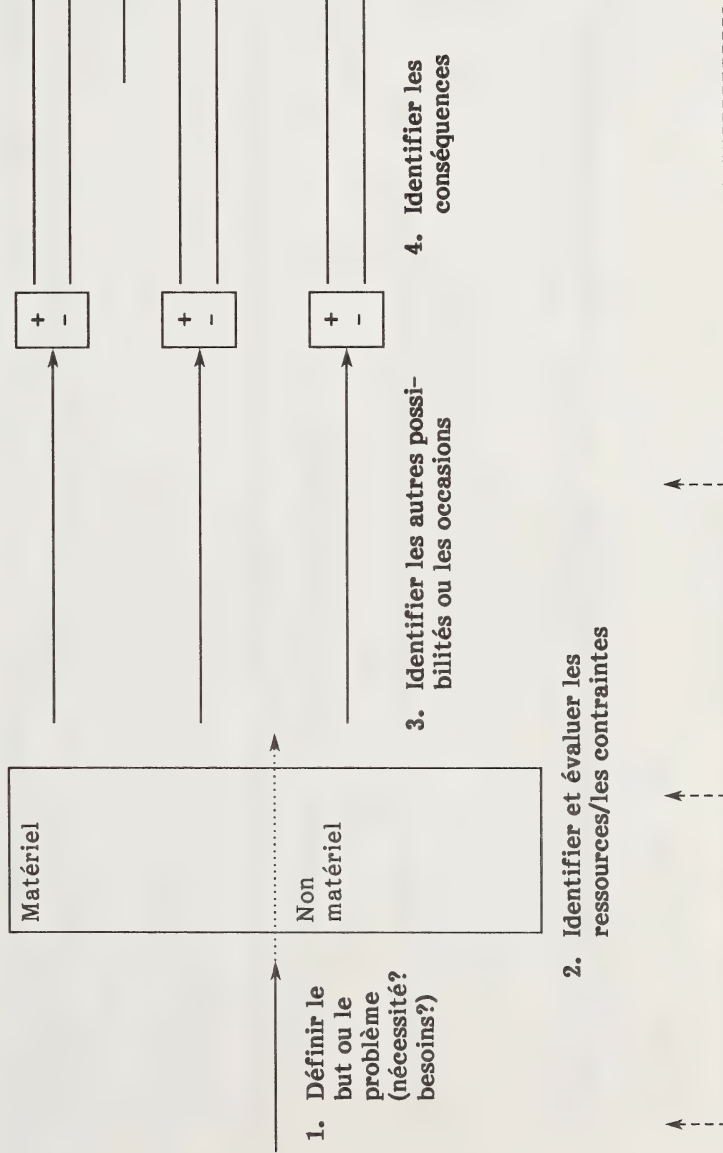 1. Définir le
but ou le
problème
(nécessité?
besoins?)
Matériel
Non
matériel
2. Identifier et évaluer les
ressources/les contraintes
3. Identifier les autres possi-
bilités ou les occasions
+
-
+
-
+
-
4. Identifier les
conséquences